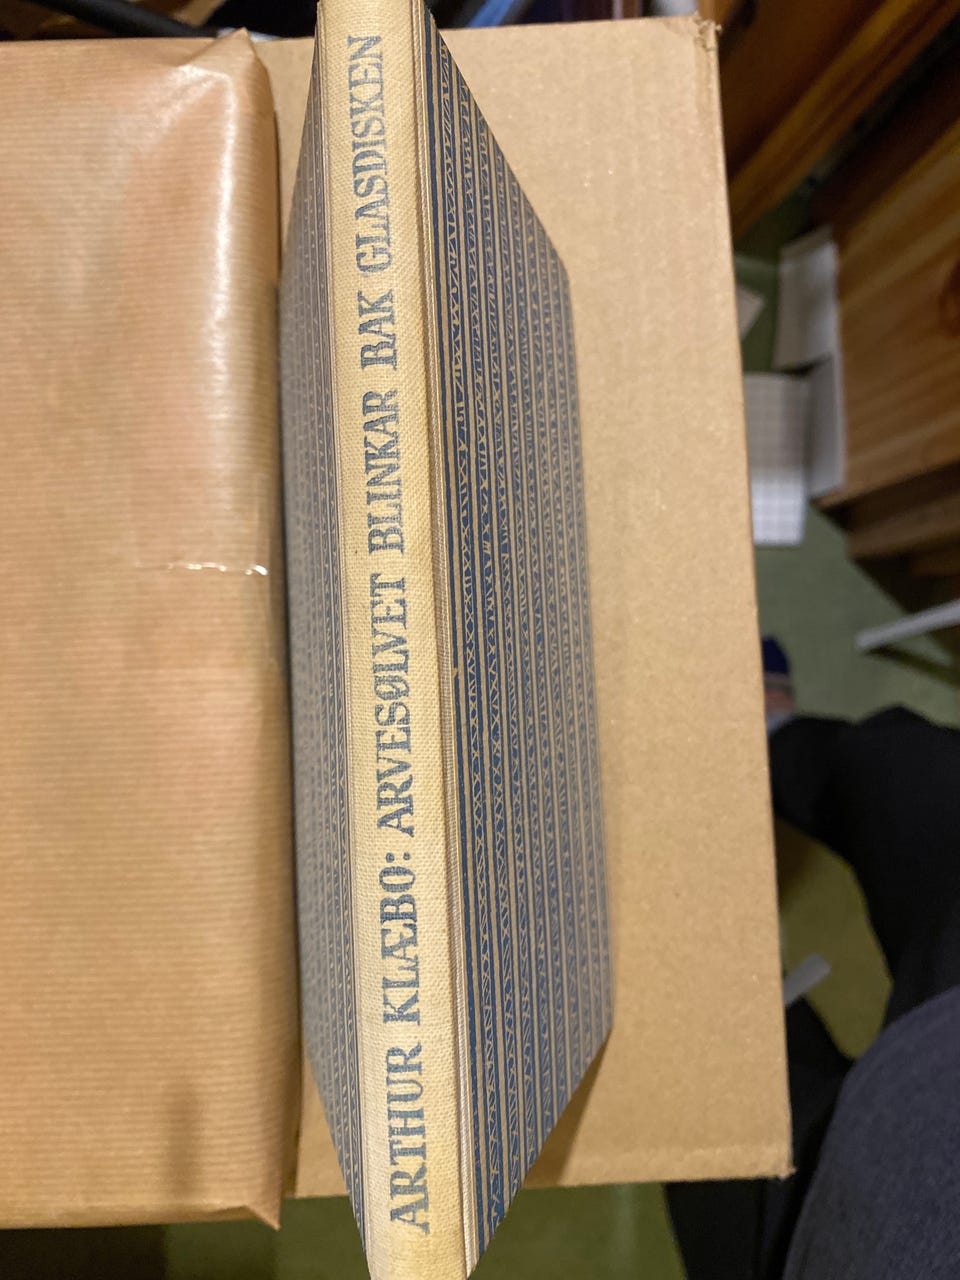 ARTHUR KLÆBO: ARVESØLVET BLINKAR BAK GLASDISKEN